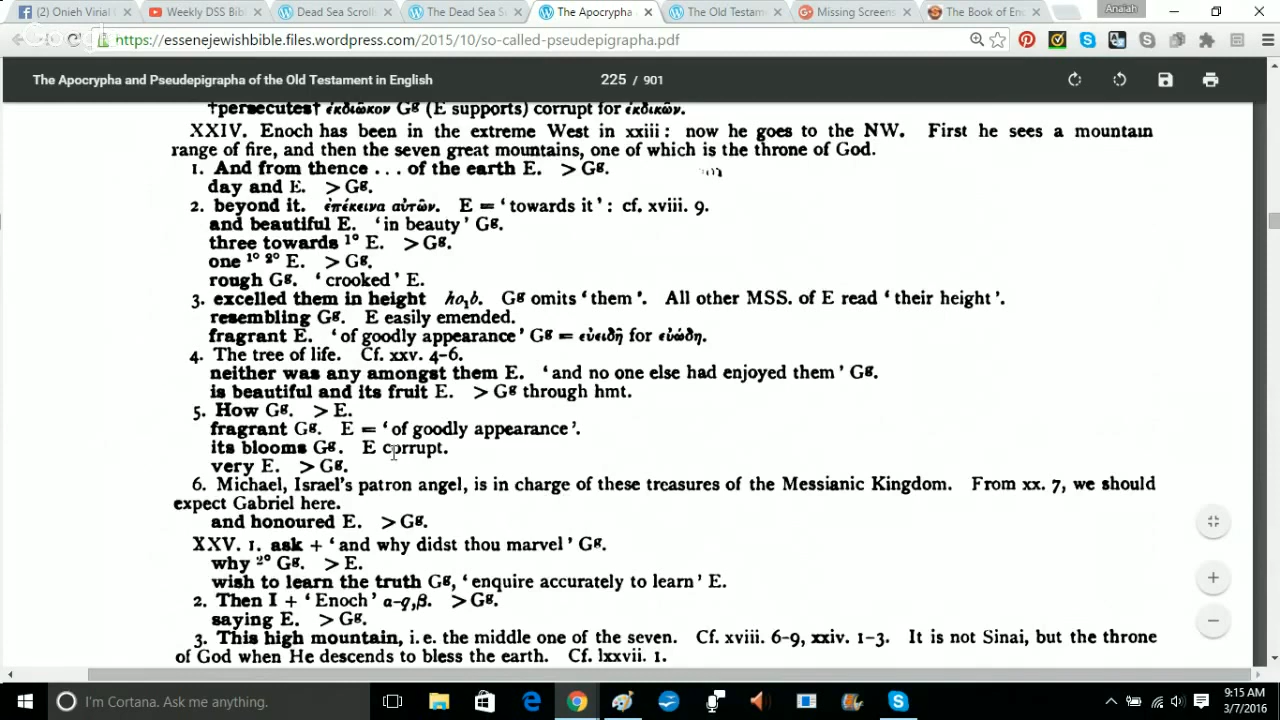 (2) Onieh Virial
Weekly DSS Bib
Dead Sea Scrolli
The Dead Sea S
The Apocrypha
The Old Testam
Missing Screens
The Book of En
Anaiah
https://essenejewishbible.files.wordpress.com/2015/10/so-called-pseudepigrapha.pdf
The Apocrypha and Pseudepigrapha of the Old Testament in English
225 / 901
†persecutes† ἐκδιῶκον Gg (E supports) corrupt for ἐκδικῶν.
XXIV. Enoch has been in the extreme West in xxiii: now he goes to the NW. First he sees a mountain
range of fire, and then the seven great mountains, one of which is the throne of God.
1. And from thence . . . of the earth E. > Gg.
day and E. > Gg.
2. beyond it. ἐπέκεινα αὐτῶν. E = 'towards it': cf. xviii. 9.
and beautiful E. 'in beauty' Gg.
three towards 1° E. > Gg.
one 1° 2° E. > Gg.
rough Gg. 'crooked' E.
3. excelled them in height ho1b. Gg omits 'them'. All other MSS. of E read 'their height'.
resembling Gg. E easily emended.
fragrant E. 'of goodly appearance' Gg = εὐειδῆ for εὐώδη.
4. The tree of life. Cf. xxv. 4-6.
neither was any amongst them E. 'and no one else had enjoyed them' Gg.
is beautiful and its fruit E. > Gg through hmt.
5. How Gg. > E.
fragrant Gg. E = 'of goodly appearance'.
its blooms Gg. E corrupt.
very E. > Gg.
6. Michael, Israel's patron angel, is in charge of these treasures of the Messianic Kingdom. From xx. 7, we should
expect Gabriel here.
and honoured E. > Gg.
XXV. 1. ask + 'and why didst thou marvel' Gg.
why 2° Gg. > E.
wish to learn the truth Gg, 'enquire accurately to learn' E.
2. Then I + 'Enoch' a-q,β. > Gg.
saying E. > Gg.
3. This high mountain, i.e. the middle one of the seven. Cf. xviii. 6-9, xxiv. 1-3. It is not Sinai, but the throne
of God when He descends to bless the earth. Cf. lxxvii. 1.
I'm Cortana. Ask me anything.
9:15 AM
3/7/2016